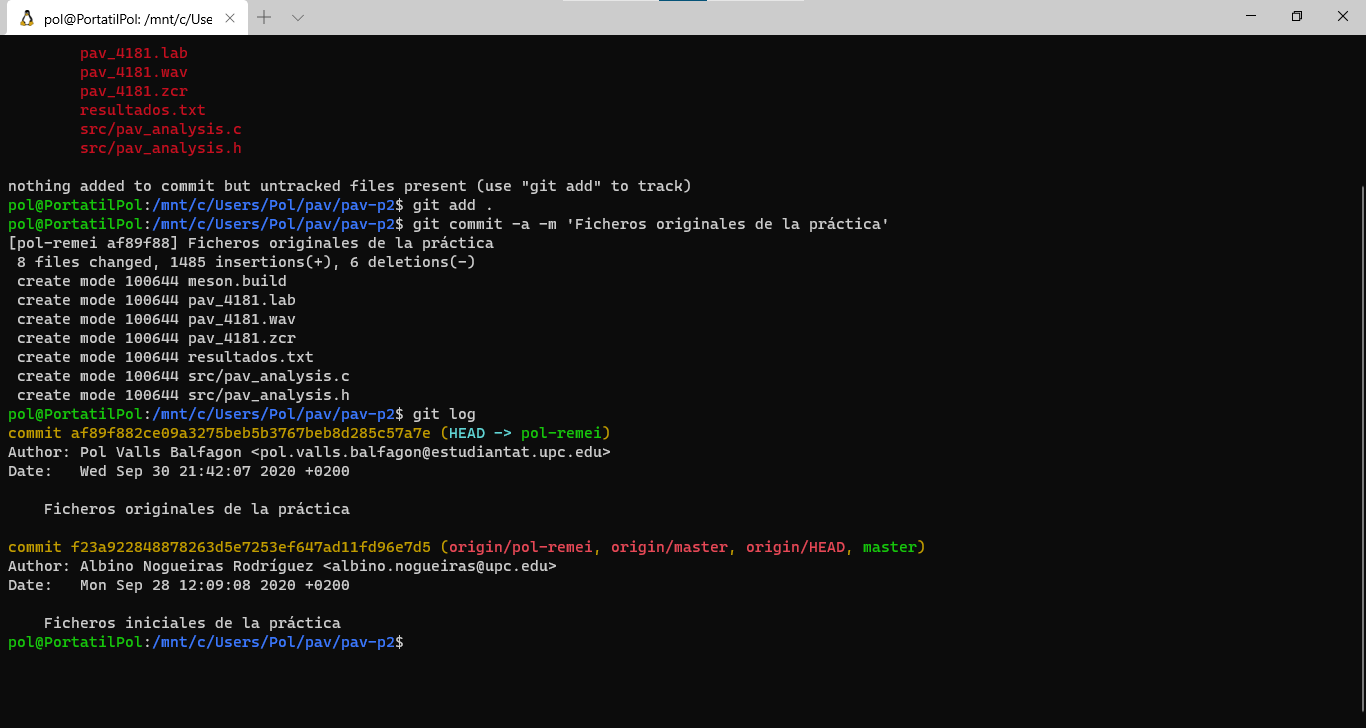 pol@PortatilPol: /mnt/c/Use
pav_4181.lab
pav_4181.wav
pav_4181.zcr
resultados.txt
src/pav_analysis.c
src/pav_analysis.h
nothing added to commit but untracked files present (use "git add" to track)
pol@PortatilPol:/mnt/c/Users/Pol/pav/pav-p2$ git add .
pol@PortatilPol:/mnt/c/Users/Pol/pav/pav-p2$ git commit -a -m 'Ficheros originales de la práctica'
[pol-remei af89f88] Ficheros originales de la práctica
 8 files changed, 1485 insertions(+), 6 deletions(-)
 create mode 100644 meson.build
 create mode 100644 pav_4181.lab
 create mode 100644 pav_4181.wav
 create mode 100644 pav_4181.zcr
 create mode 100644 resultados.txt
 create mode 100644 src/pav_analysis.c
 create mode 100644 src/pav_analysis.h
pol@PortatilPol:/mnt/c/Users/Pol/pav/pav-p2$ git log
commit af89f882ce09a3275beb5b3767beb8d285c57a7e (HEAD -> pol-remei)
Author: Pol Valls Balfagon <pol.valls.balfagon@estudiantat.upc.edu>
Date:   Wed Sep 30 21:42:07 2020 +0200
    Ficheros originales de la práctica
commit f23a922848878263d5e7253ef647ad11fd96e7d5 (origin/pol-remei, origin/master, origin/HEAD, master)
Author: Albino Nogueiras Rodríguez <albino.nogueiras@upc.edu>
Date:   Mon Sep 28 12:09:08 2020 +0200
    Ficheros iniciales de la práctica
pol@PortatilPol:/mnt/c/Users/Pol/pav/pav-p2$